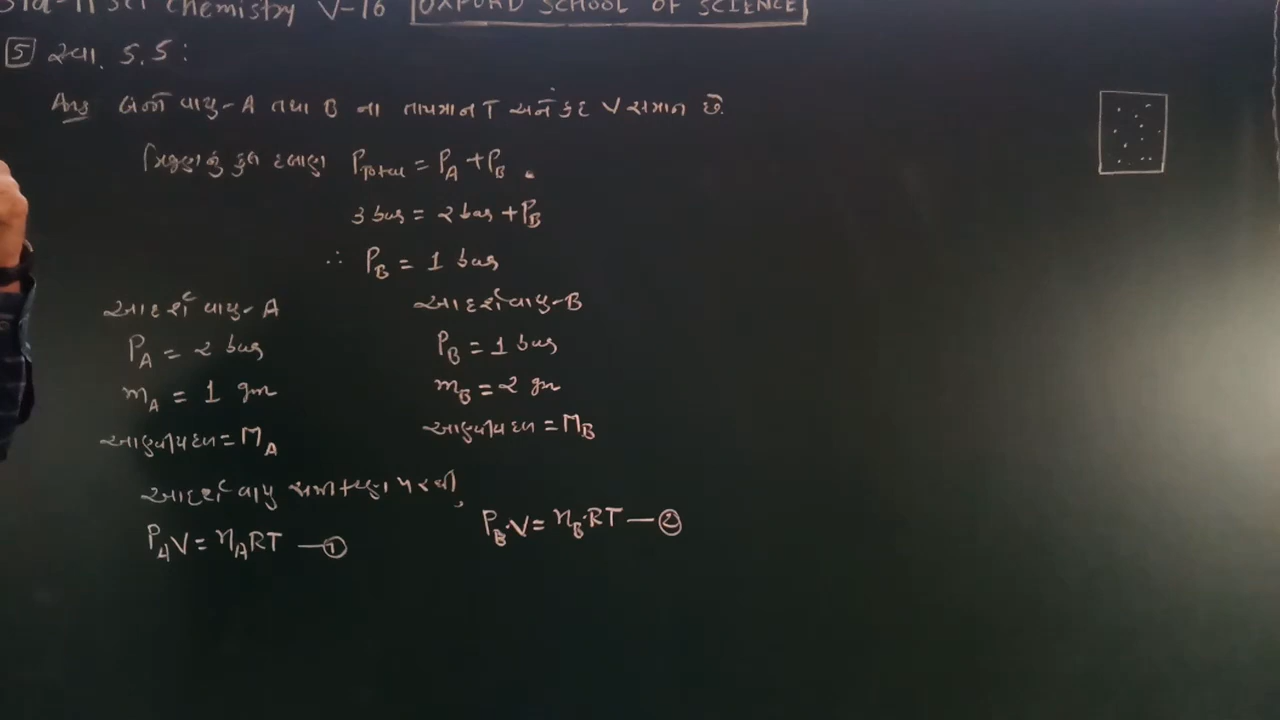 Std-11 Sci Chemistry V-16 OXFORD SCHOOL OF SCIENCE
5 સ્વા. 5.5:
Ans બંને વાયુ-A તથા B ના તાપમાન T અને કદ V સમાન છે.
મિશ્રણનું કુલ દબાણ P_Total = P_A + P_B.
3 bar = 2 bar + P_B
∴ P_B = 1 bar
આદર્શ વાયુ-A
આદર્શ વાયુ-B
P_A = 2 bar
P_B = 1 bar
m_A = 1 gm
m_B = 2 gm
આણ્વીયદળ = M_A
આણ્વીયદળ = M_B
આદર્શ વાયુ સમીકરણ પરથી,
P_A V = n_A RT — ①
P_B·V = n_B·RT — ②